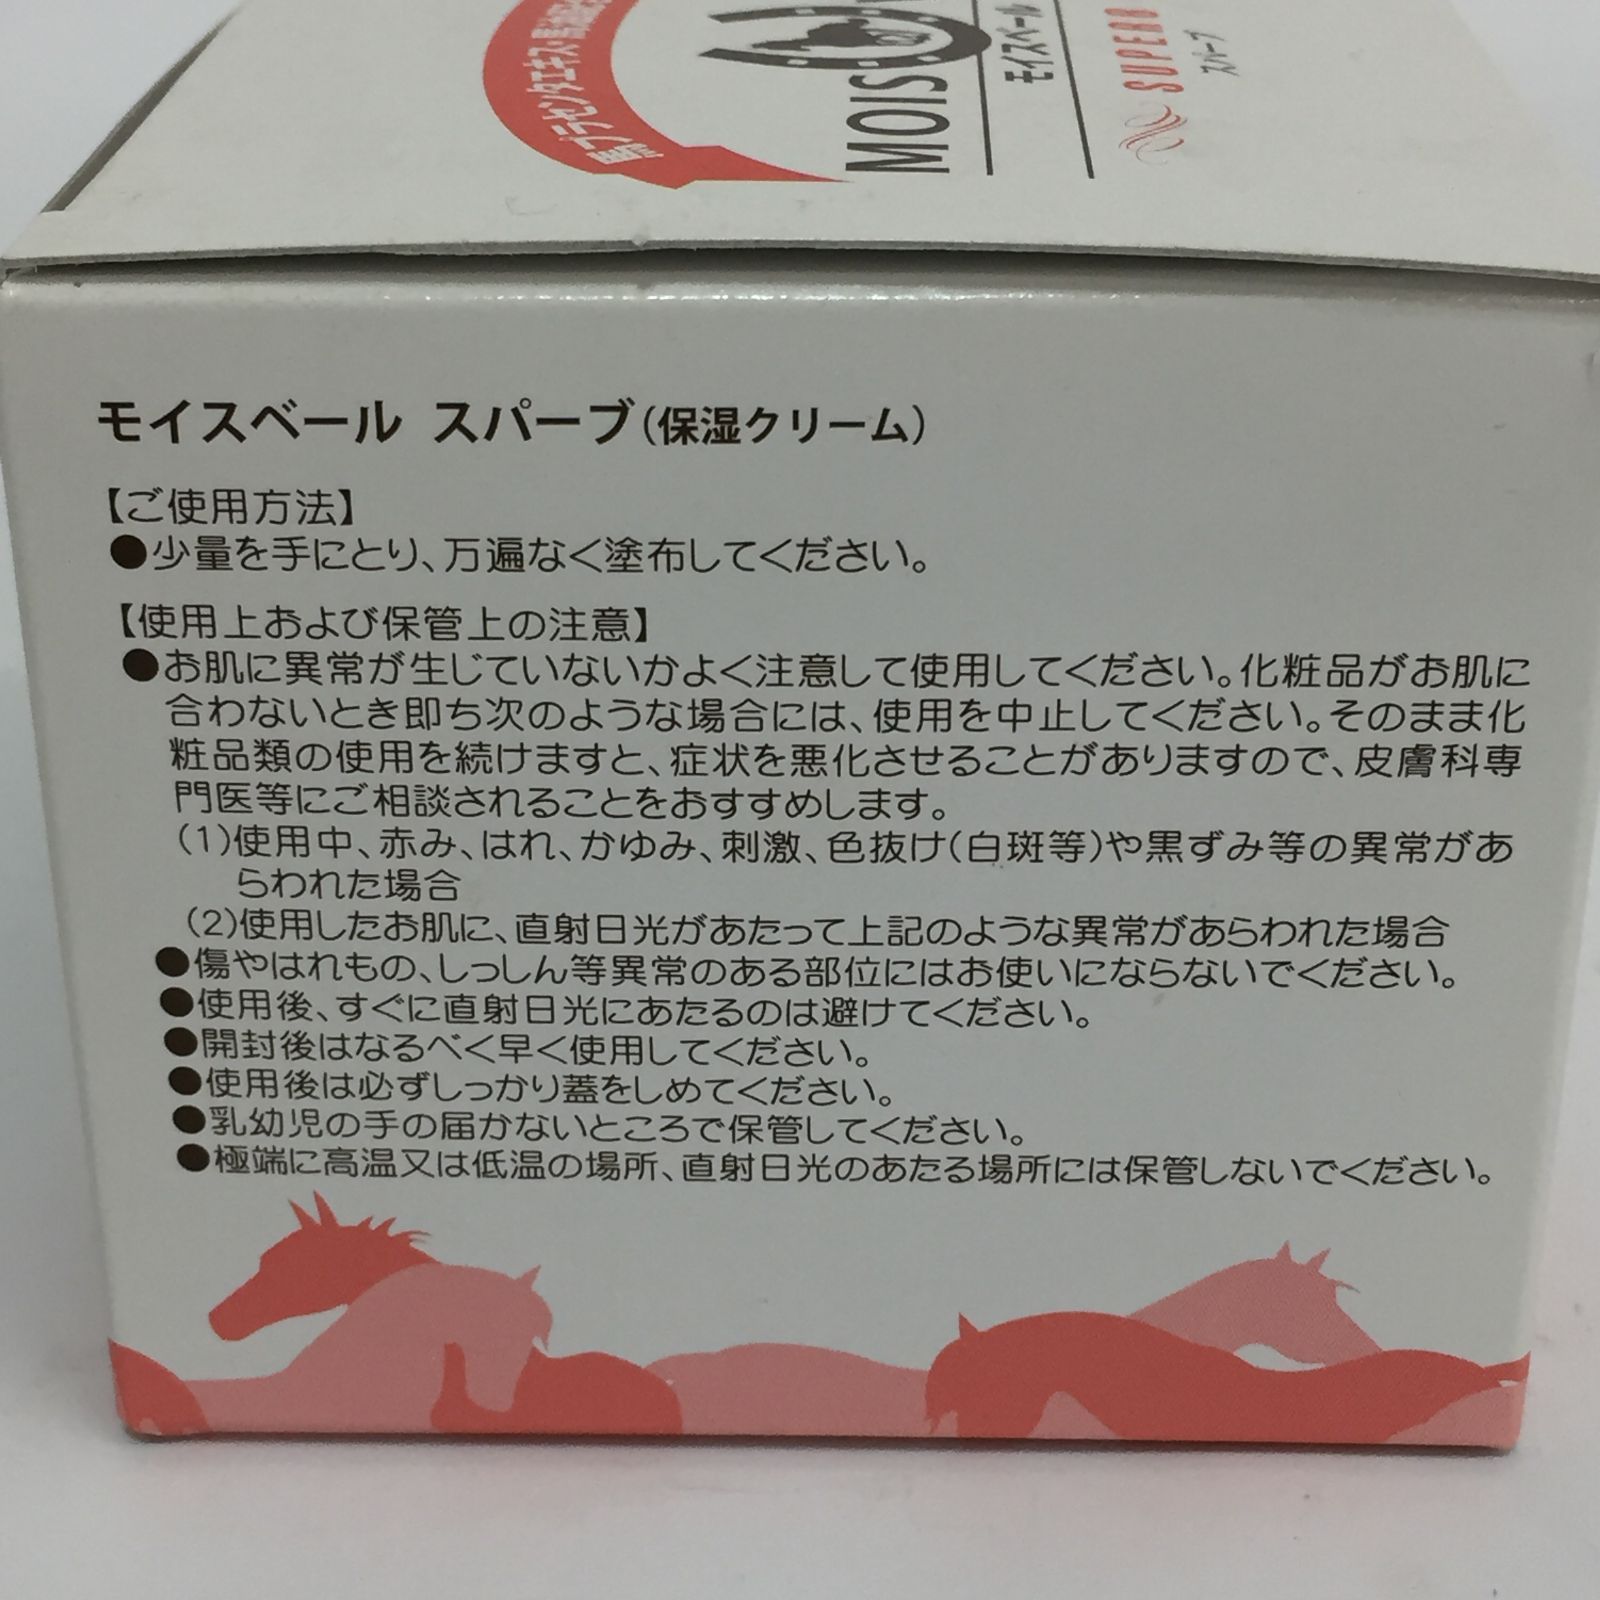 馬プラセンタエキス・馬油
MOIS
モイスベール
SUPERB
スパーブ
モイスベール スパーブ(保湿クリーム)
【ご使用方法】
●少量を手にとり、万遍なく塗布してください。
【使用上および保管上の注意】
●お肌に異常が生じていないかよく注意して使用してください。化粧品がお肌に
合わないとき即ち次のような場合には、使用を中止してください。そのまま化
粧品類の使用を続けますと、症状を悪化させることがありますので、皮膚科専
門医等にご相談されることをおすすめします。
(1)使用中、赤み、はれ、かゆみ、刺激、色抜け(白斑等)や黒ずみ等の異常があ
らわれた場合
(2)使用したお肌に、直射日光があたって上記のような異常があらわれた場合
●傷やはれもの、しっしん等異常のある部位にはお使いにならないでください。
●使用後、すぐに直射日光にあたるのは避けてください。
●開封後はなるべく早く使用してください。
●使用後は必ずしっかり蓋をしめてください。
●乳幼児の手の届かないところで保管してください。
●極端に高温又は低温の場所、直射日光のあたる場所には保管しないでください。